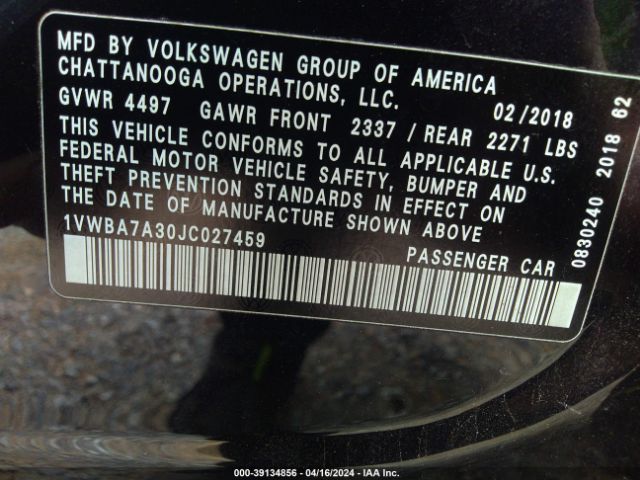 MFD BY VOLKSWAGEN GROUP OF AMERICA
CHATTANOOGA OPERATIONS, LLC.
02/2018
GVWR 4497 GAWR FRONT 2337 / REAR 2271 LBS
THIS VEHICLE CONFORMS TO ALL APPLICABLE U.S.
FEDERAL MOTOR VEHICLE SAFETY, BUMPER AND
THEFT PREVENTION STANDARDS IN EFFECT ON
THE DATE OF MANUFACTURE SHOWN ABOVE
1VWBA7A30JC027459
PASSENGER CAR
0830240 2018 62
000-39134856 - 04/16/2024 - IAA Inc.